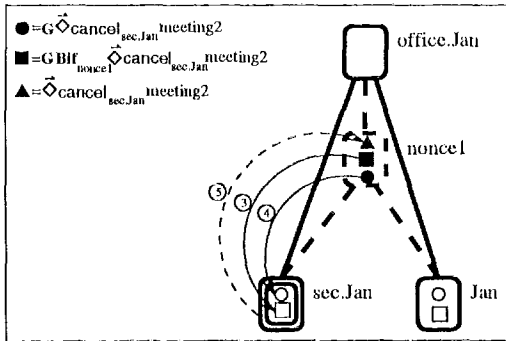 ●=G ◇⃗cancel|sec.Jan meeting2
■=G Blf nonce1 ◇⃗cancel|sec.Jan meeting2
▲=◇⃗cancel|sec.Jan meeting2
office.Jan
nonce1
5
3
4
sec.Jan
Jan